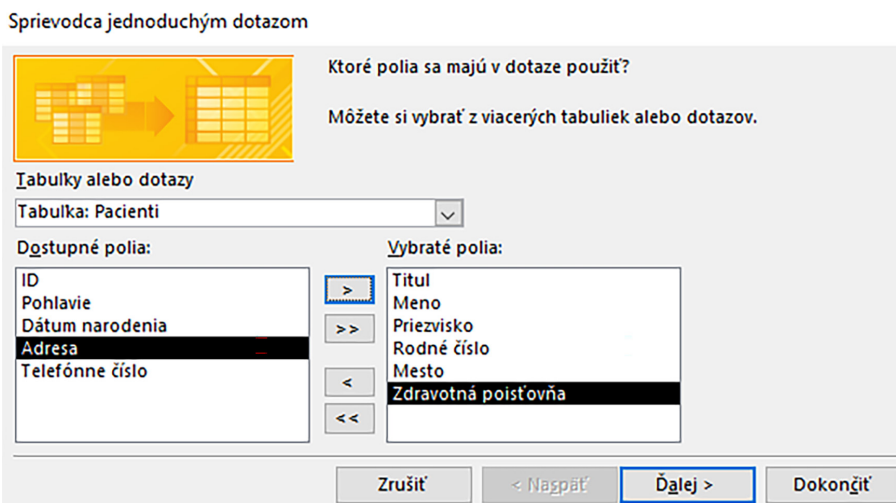 Sprievodca jednoduchým dotazom
Ktoré polia sa majú v dotaze použiť?
Môžete si vybrať z viacerých tabuliek alebo dotazov.
Tabuľky alebo dotazy
Tabuľka: Pacienti
Dostupné polia:
ID
Pohlavie
Dátum narodenia
Adresa
Telefónne číslo
>
>>
<
<<
Vybraté polia:
Titul
Meno
Priezvisko
Rodné číslo
Mesto
Zdravotná poisťovňa
Zrušiť
< Naspäť
Ďalej >
Dokončiť